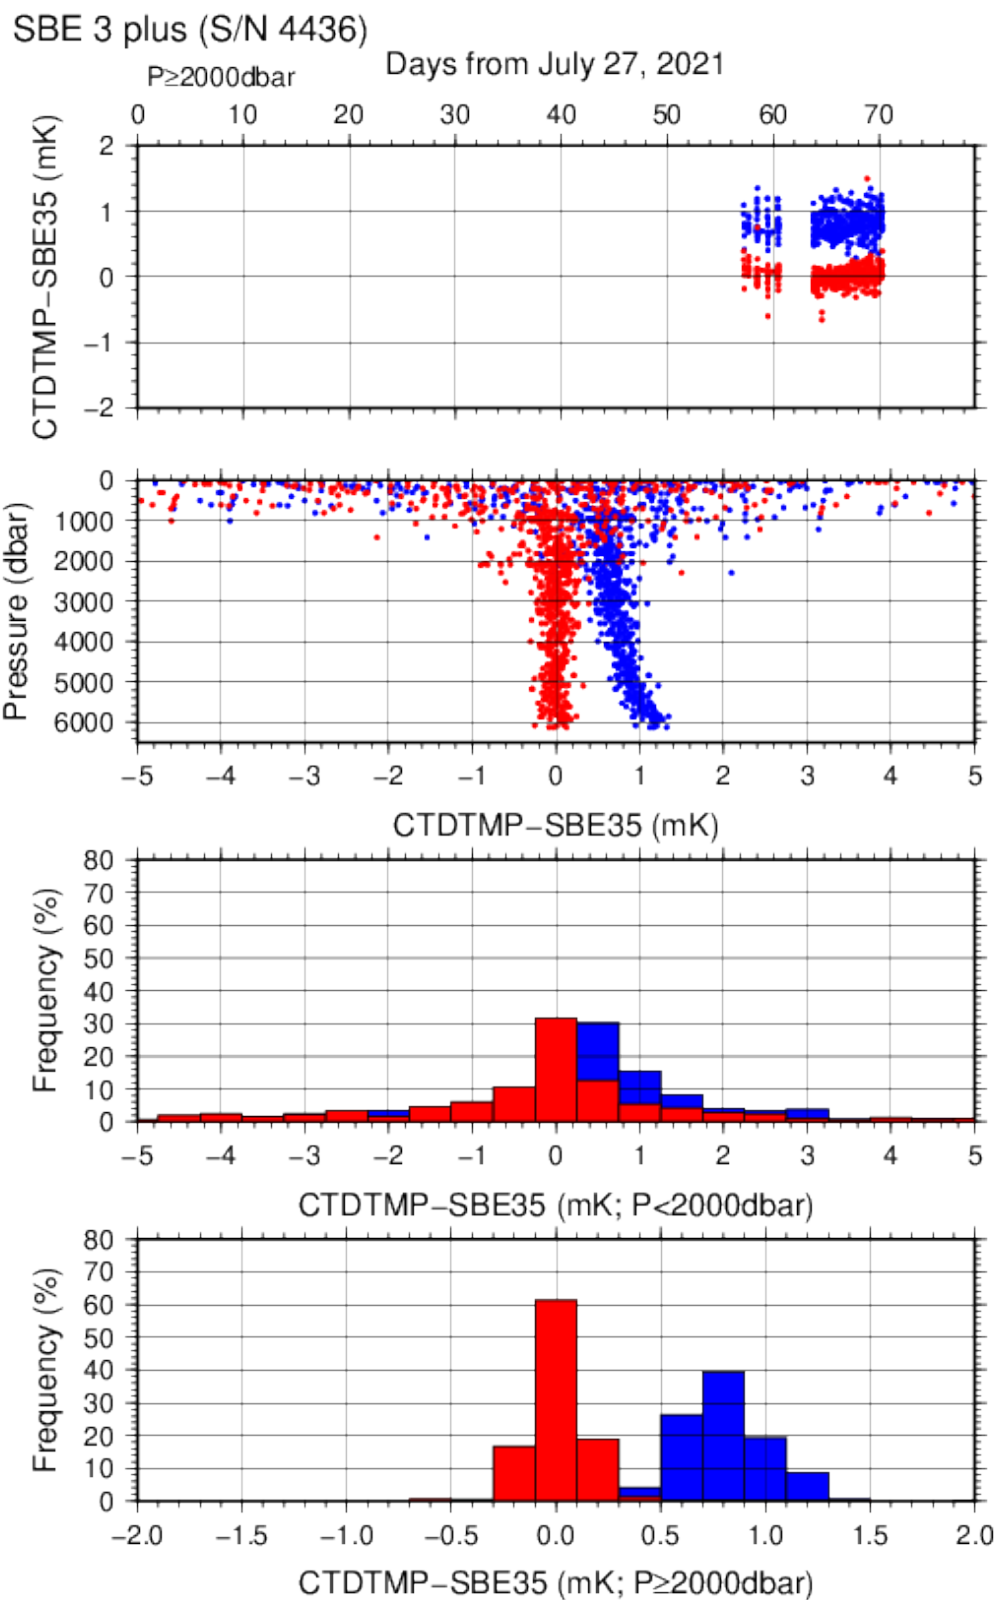 SBE 3 plus (S/N 4436)
P≥2000dbar
Days from July 27, 2021
0 10 20 30 40 50 60 70
CTDTMP−SBE35 (mK)
2
1
0
−1
−2
Pressure (dbar)
0
1000
2000
3000
4000
5000
6000
−5 −4 −3 −2 −1 0 1 2 3 4 5
CTDTMP−SBE35 (mK)
Frequency (%)
80
70
60
50
40
30
20
10
0
−5 −4 −3 −2 −1 0 1 2 3 4 5
CTDTMP−SBE35 (mK; P<2000dbar)
Frequency (%)
80
70
60
50
40
30
20
10
0
−2.0 −1.5 −1.0 −0.5 0.0 0.5 1.0 1.5 2.0
CTDTMP−SBE35 (mK; P≥2000dbar)